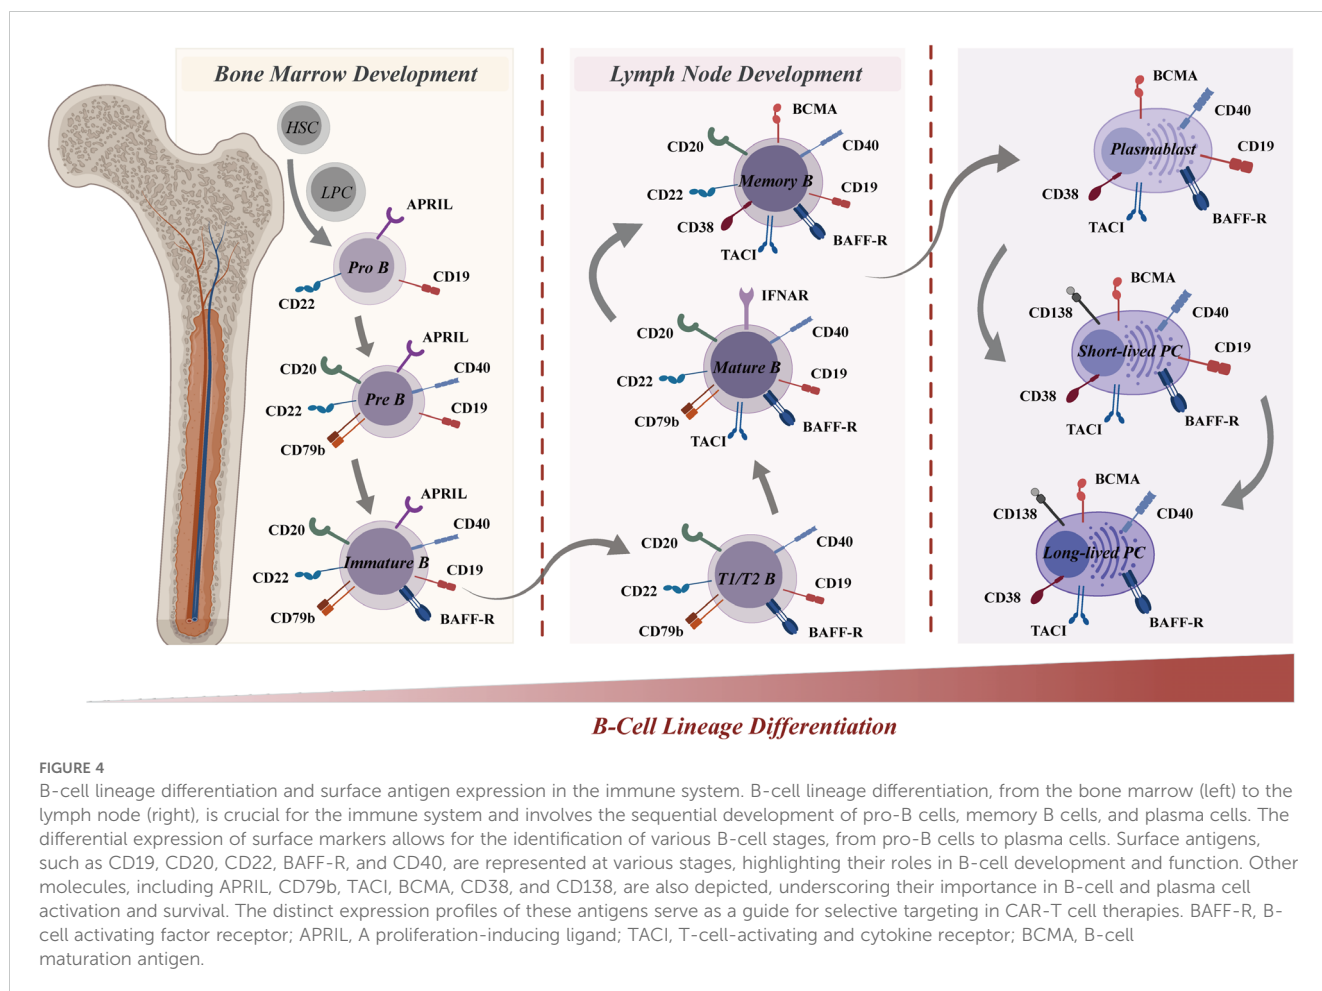 Bone Marrow Development
HSC
LPC
APRIL
Pro B
CD19
CD22
APRIL
CD20
CD40
Pre B
CD22
CD19
CD79b
APRIL
CD20
CD40
Immature B
CD22
CD19
CD79b
BAFF-R
Lymph Node Development
BCMA
CD20
CD40
Memory B
CD22
CD19
CD38
BAFF-R
TACI
IFNAR
CD20
CD40
Mature B
CD22
CD19
CD79b
BAFF-R
TACI
CD20
CD40
T1/T2 B
CD22
CD19
CD79b
BAFF-R
BCMA
CD40
Plasmablast
CD19
CD38
BAFF-R
TACI
BCMA
CD138
CD40
Short-lived PC
CD19
CD38
BAFF-R
TACI
BCMA
CD138
CD40
Long-lived PC
CD38
BAFF-R
TACI
B-Cell Lineage Differentiation
FIGURE 4
B-cell lineage differentiation and surface antigen expression in the immune system. B-cell lineage differentiation, from the bone marrow (left) to the
lymph node (right), is crucial for the immune system and involves the sequential development of pro-B cells, memory B cells, and plasma cells. The
differential expression of surface markers allows for the identification of various B-cell stages, from pro-B cells to plasma cells. Surface antigens,
such as CD19, CD20, CD22, BAFF-R, and CD40, are represented at various stages, highlighting their roles in B-cell development and function. Other
molecules, including APRIL, CD79b, TACI, BCMA, CD38, and CD138, are also depicted, underscoring their importance in B-cell and plasma cell
activation and survival. The distinct expression profiles of these antigens serve as a guide for selective targeting in CAR-T cell therapies. BAFF-R, B-
cell activating factor receptor; APRIL, A proliferation-inducing ligand; TACI, T-cell-activating and cytokine receptor; BCMA, B-cell
maturation antigen.